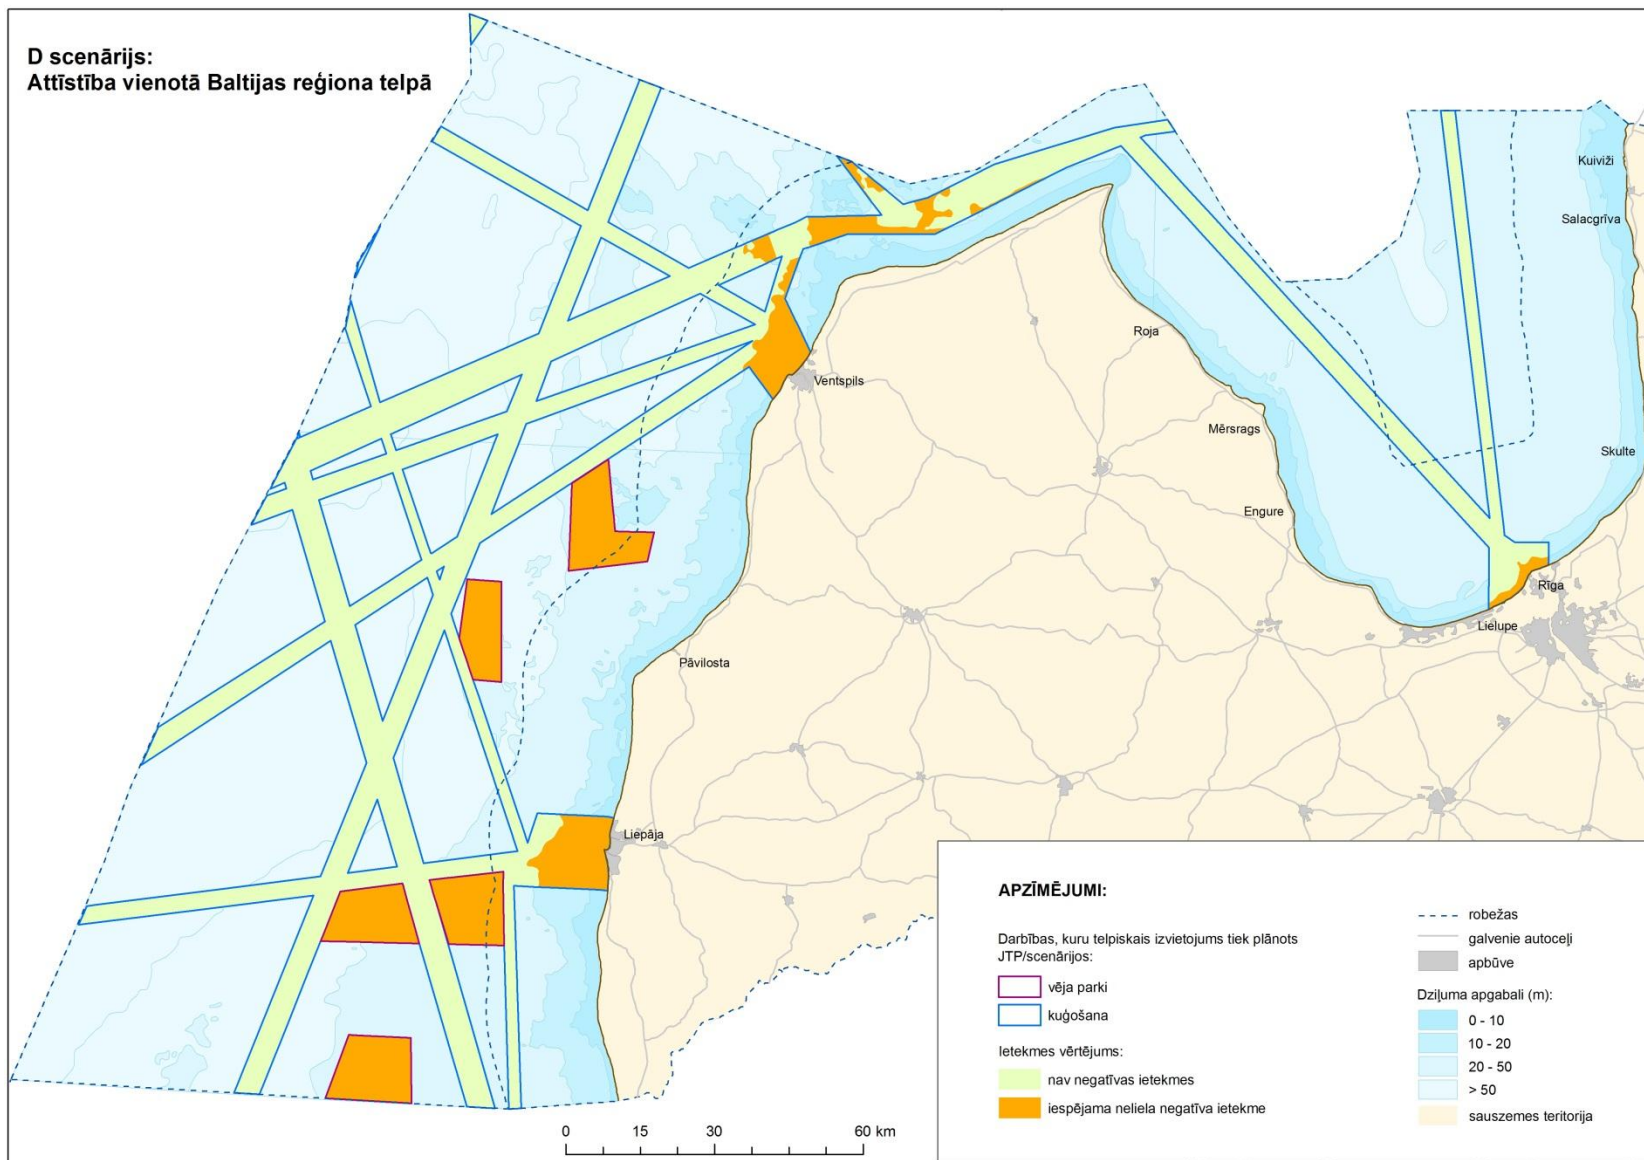 D scenārijs:
Attīstība vienotā Baltijas reģiona telpā
Kuiviži
Salacgrīva
Roja
Ventspils
Mērsrags
Skulte
Engure
Rīga
Lielupe
Pāvilosta
Liepāja
APZĪMĒJUMI:
Darbības, kuru telpiskais izvietojums tiek plānots
JTP/scenārijos:
vēja parki
kuģošana
Ietekmes vērtējums:
nav negatīvas ietekmes
iespējama neliela negatīva ietekme
robežas
galvenie autoceļi
apbūve
Dziļuma apgabali (m):
0 - 10
10 - 20
20 - 50
> 50
sauszemes teritorija
0 15 30 60 km